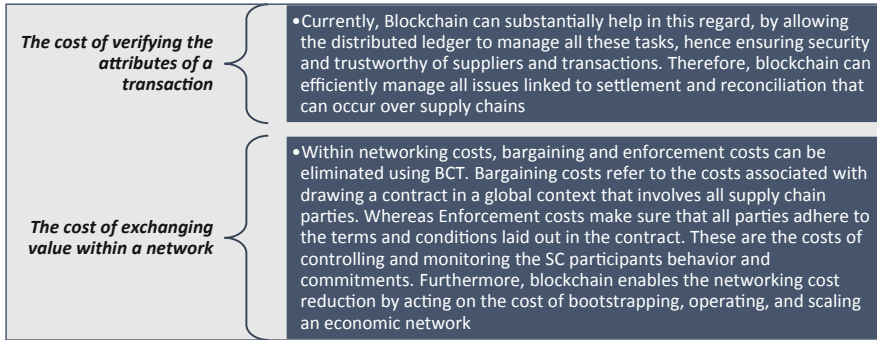 The cost of verifying the
attributes of a
transaction
•Currently, Blockchain can substantially help in this regard, by allowing
the distributed ledger to manage all these tasks, hence ensuring security
and trustworthy of suppliers and transactions. Therefore, blockchain can
efficiently manage all issues linked to settlement and reconciliation that
can occur over supply chains
The cost of exchanging
value within a network
•Within networking costs, bargaining and enforcement costs can be
eliminated using BCT. Bargaining costs refer to the costs associated with
drawing a contract in a global context that involves all supply chain
parties. Whereas Enforcement costs make sure that all parties adhere to
the terms and conditions laid out in the contract. These are the costs of
controlling and monitoring the SC participants behavior and
commitments. Furthermore, blockchain enables the networking cost
reduction by acting on the cost of bootstrapping, operating, and scaling
an economic network